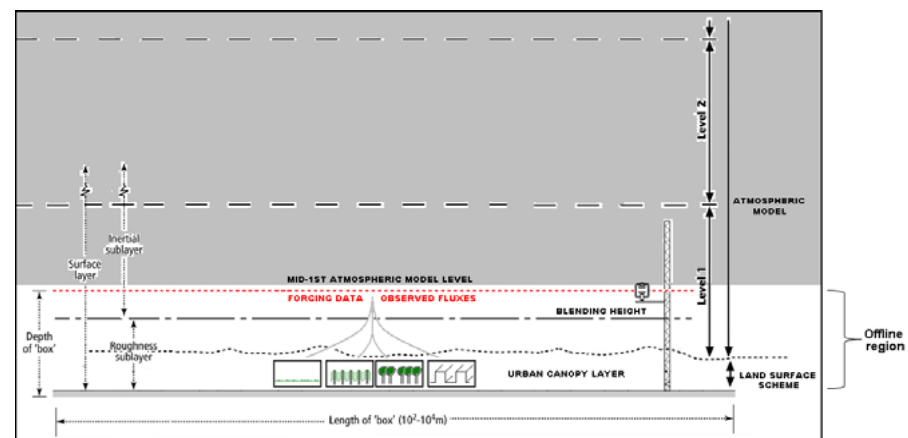 Level 2
ATMOSPHERIC
MODEL
Inertial
sublayer
Surface
layer
Level 1
MID-1ST ATMOSPHERIC MODEL LEVEL
FORCING DATA OBSERVED FLUXES
BLENDING HEIGHT
Depth
of 'box'
Roughness
sublayer
Offline
region
URBAN CANOPY LAYER
LAND SURFACE
SCHEME
Length of 'box' (10²-10⁴m)